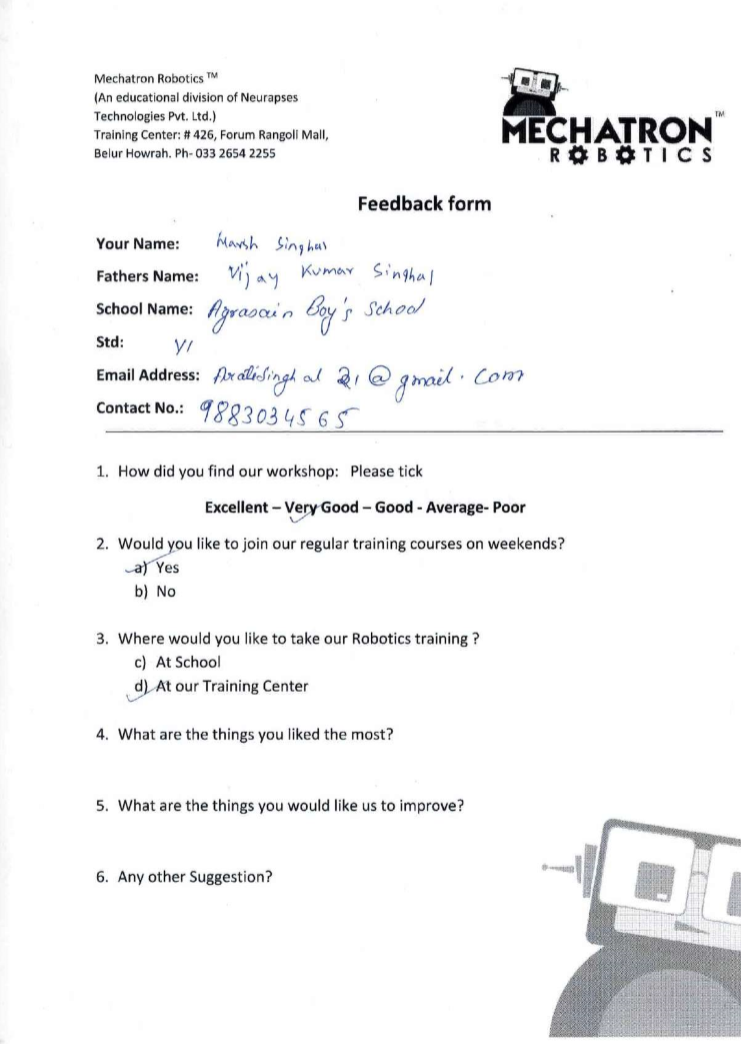 Mechatron Robotics ™
(An educational division of Neurapses
Technologies Pvt. Ltd.)
Training Center: # 426, Forum Rangoli Mall,
Belur Howrah. Ph- 033 2654 2255
MECHATRON™
ROBOTICS
Feedback form
Your Name: Harsh Singhal
Fathers Name: Vijay Kumar Singhal
School Name: Agrasain Boy's School
Std: VI
Email Address: @gmail.com
Contact No.: 9883034565
1. How did you find our workshop: Please tick
Excellent – Very Good – Good - Average- Poor
2. Would you like to join our regular training courses on weekends?
a) Yes
b) No
3. Where would you like to take our Robotics training ?
c) At School
d) At our Training Center
4. What are the things you liked the most?
5. What are the things you would like us to improve?
6. Any other Suggestion?